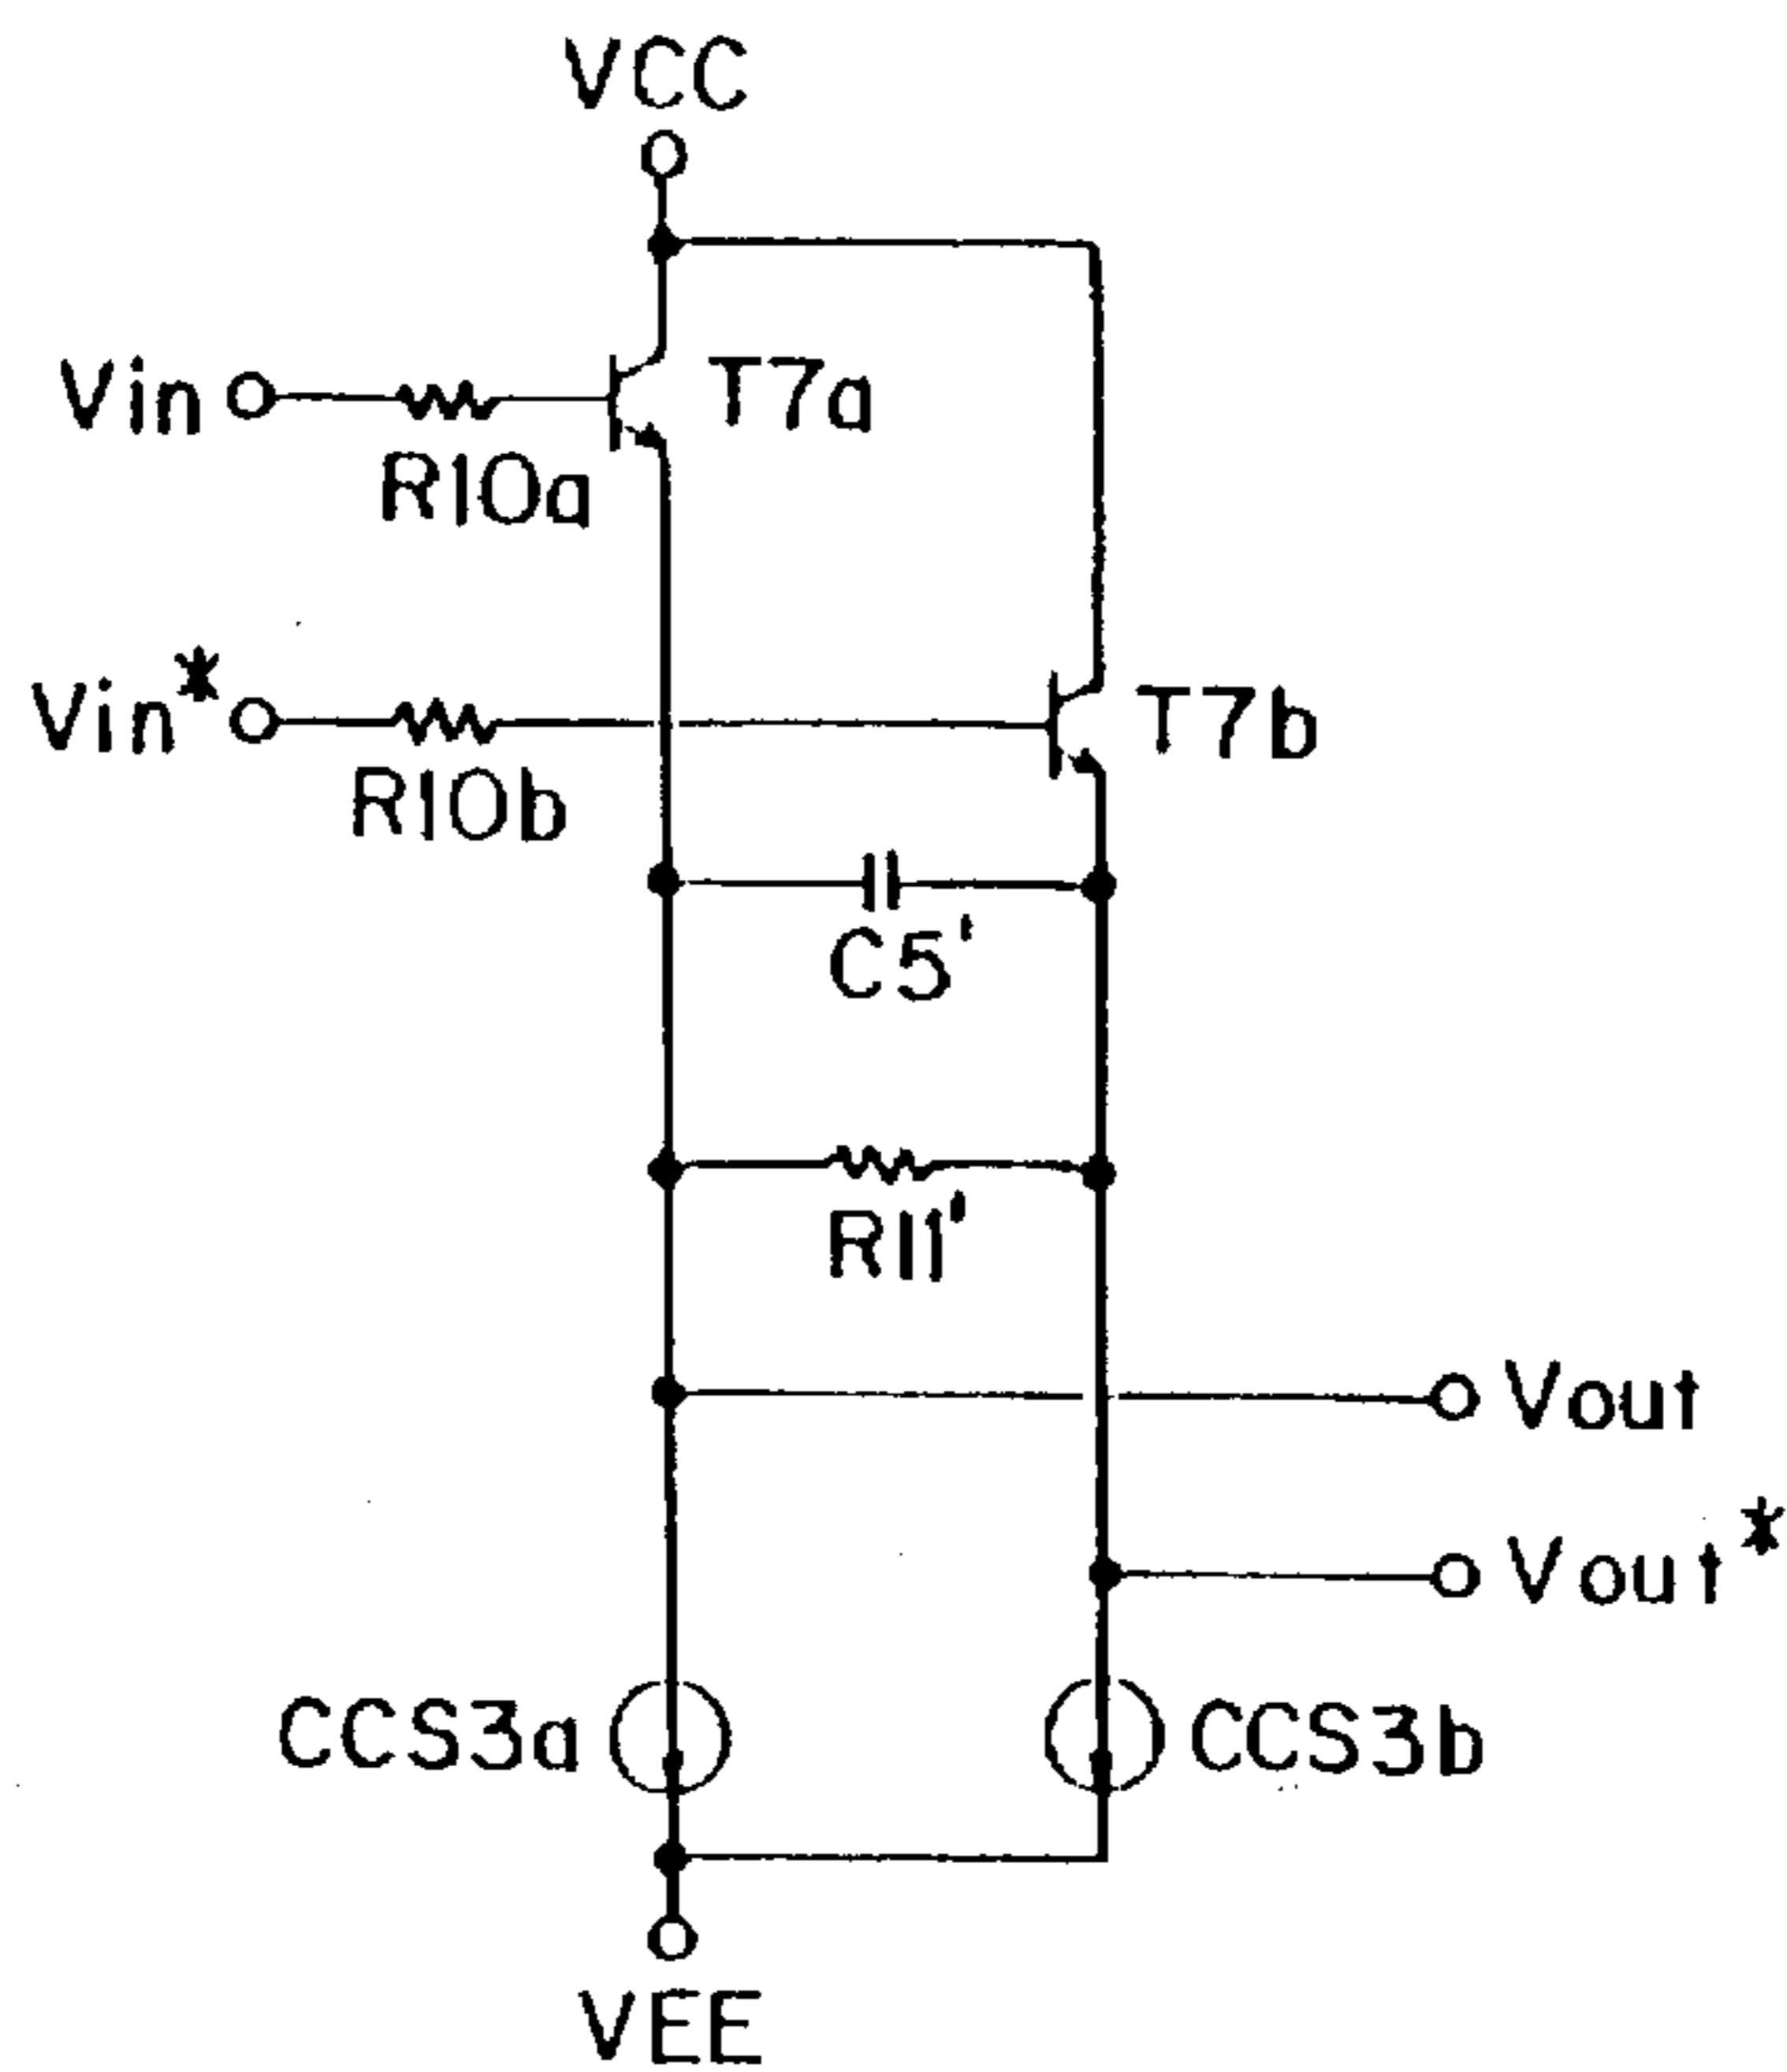 VCC
Vin
T7a
R10a
Vin*
T7b
R10b
C5'
R11'
Vout
Vout*
CCS3a
CCS3b
VEE